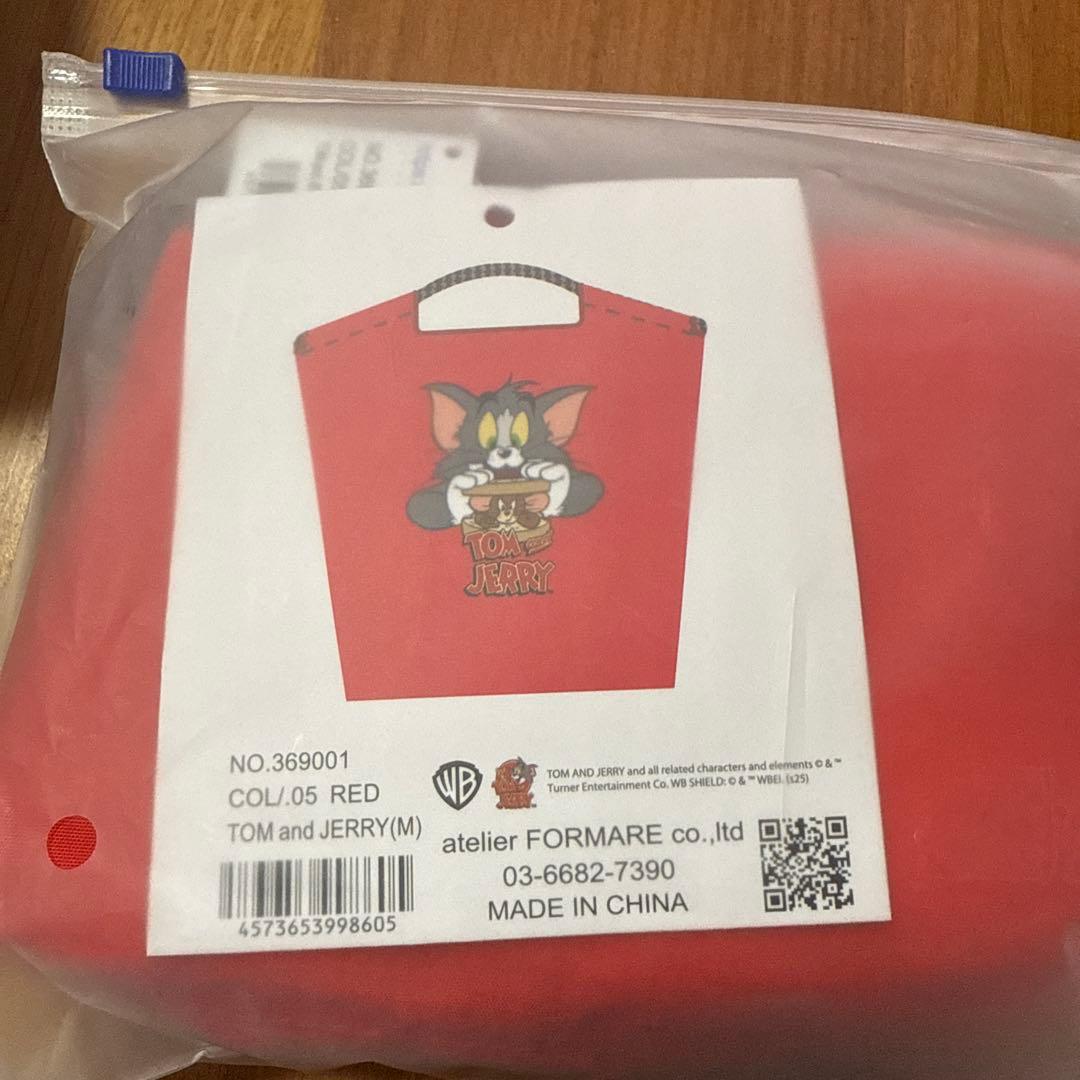 TOM AND
JERRY
NO.369001
COL/.05 RED
TOM and JERRY(M)
4573653998605
WB
TOM AND JERRY and all related characters and elements © & ™
Turner Entertainment Co. WB SHIELD: © & ™ WBEI. (s25)
atelier FORMARE co.,ltd
03-6682-7390
MADE IN CHINA